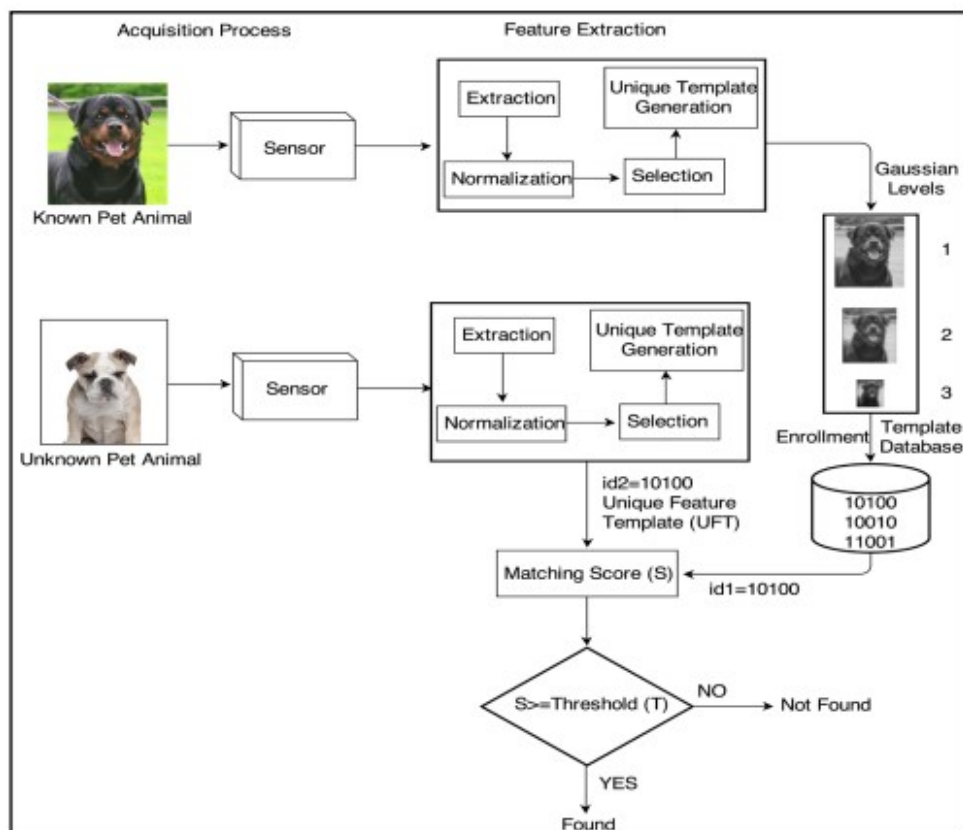 Acquisition Process
Feature Extraction
Extraction
Unique Template
Generation
Sensor
Normalization
Selection
Known Pet Animal
Gaussian
Levels
1
2
3
Extraction
Unique Template
Generation
Sensor
Normalization
Selection
Unknown Pet Animal
Enrollment
Template
Database
id2=10100
Unique Feature
Template (UFT)
10100
10010
11001
Matching Score (S)
id1=10100
S>=Threshold (T)
NO
Not Found
YES
Found